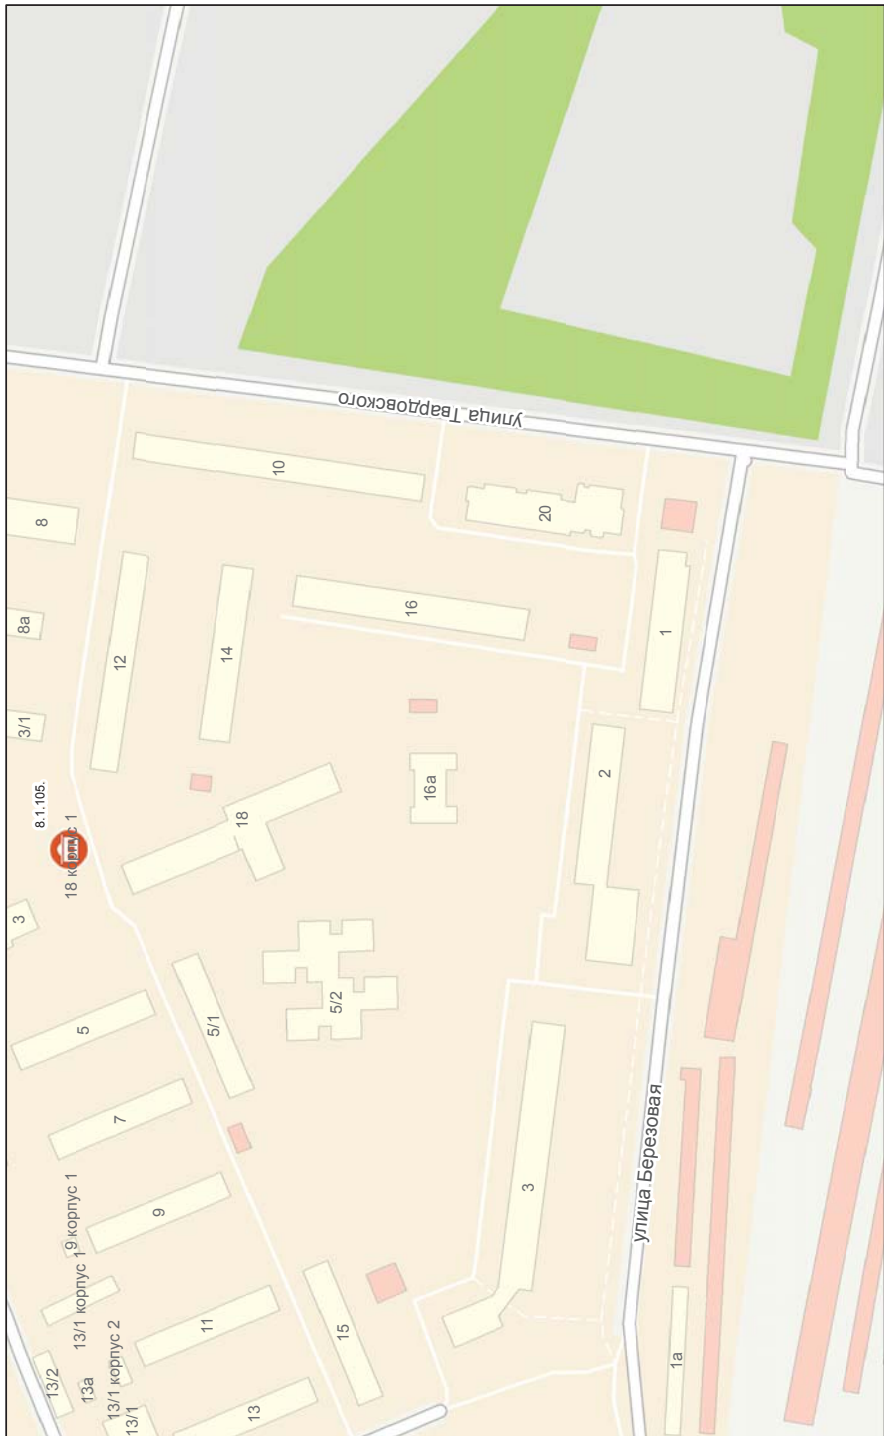 улица Твардовского
10
8
20
8а
12
14
16
1
3/1
8.1.105.
18 корпус 1
18
16а
2
3
5
5/1
5/2
7
9
9 корпус 1
3
улица Березовая
13/1 корпус 1
11
15
13/2
13а
13/1 корпус 2
13/1
13
1а